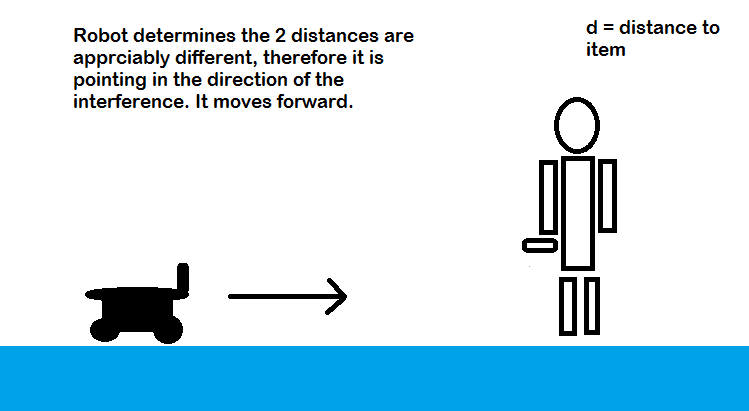 Robot determines the 2 distances are
apprciably different, therefore it is
pointing in the direction of the
interference. It moves forward.
d = distance to
item